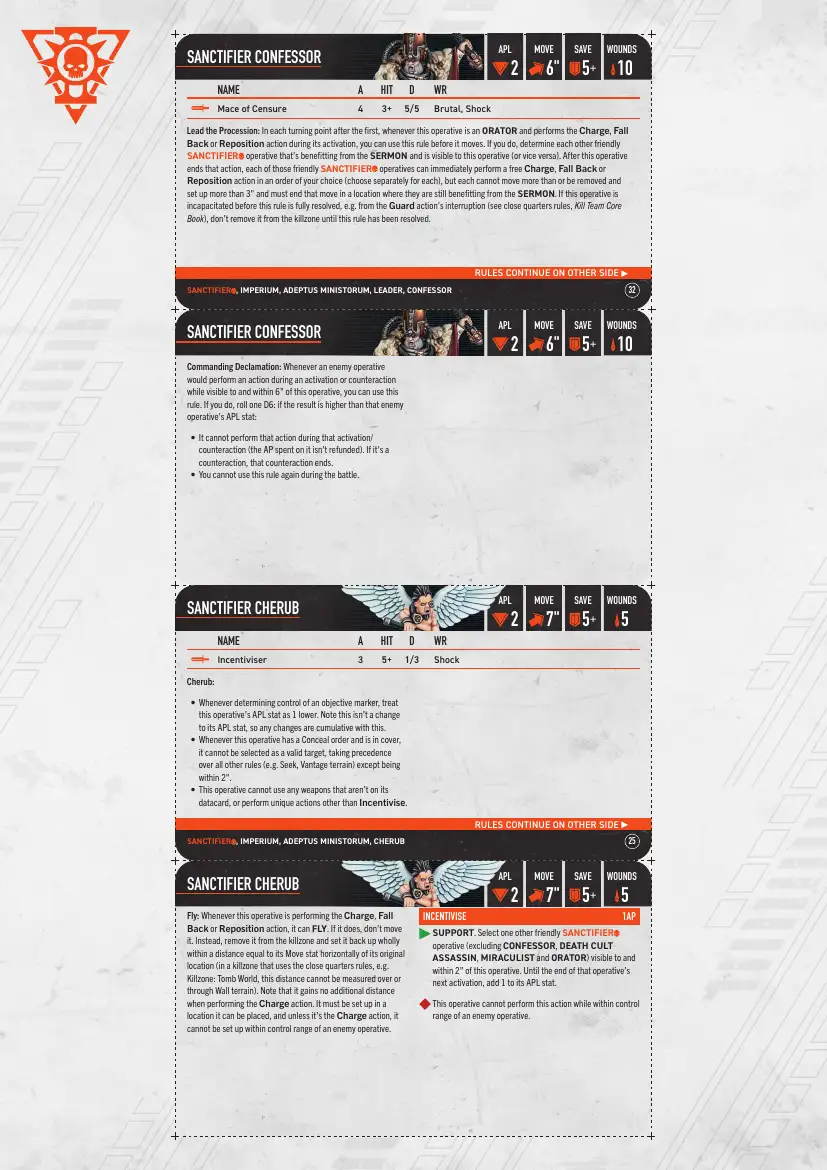 SANCTIFIER CONFESSOR
APL MOVE SAVE WOUNDS
2 6" 5+ 10
NAME A HIT D WR
Mace of Censure 4 3+ 5/5 Brutal, Shock
Lead the Procession: In each turning point after the first, whenever this operative is an ORATOR and performs the Charge, Fall
Back or Reposition action during its activation, you can use this rule before it moves. If you do, determine each other friendly
SANCTIFIER operative that's benefitting from the SERMON and is visible to this operative (or vice versa). After this operative
ends that action, each of those friendly SANCTIFIER operatives can immediately perform a free Charge, Fall Back or
Reposition action in an order of your choice (choose separately for each), but each cannot move more than or be removed and
set up more than 3" and must end that move in a location where they are still benefitting from the SERMON. If this operative is
incapacitated before this rule is fully resolved, e.g. from the Guard action's interruption (see close quarters rules, Kill Team Core
Book), don't remove it from the killzone until this rule has been resolved.
RULES CONTINUE ON OTHER SIDE
SANCTIFIER, IMPERIUM, ADEPTUS MINISTORUM, LEADER, CONFESSOR
32
SANCTIFIER CONFESSOR
APL MOVE SAVE WOUNDS
2 6" 5+ 10
Commanding Declamation: Whenever an enemy operative
would perform an action during an activation or counteraction
while visible to and within 6" of this operative, you can use this
rule. If you do, roll one D6: if the result is higher than that enemy
operative's APL stat:
• It cannot perform that action during that activation/
counteraction (the AP spent on it isn't refunded). If it's a
counteraction, that counteraction ends.
• You cannot use this rule again during the battle.
SANCTIFIER CHERUB
APL MOVE SAVE WOUNDS
2 7" 5+ 5
NAME A HIT D WR
Incentiviser 3 5+ 1/3 Shock
Cherub:
• Whenever determining control of an objective marker, treat
this operative's APL stat as 1 lower. Note this isn't a change
to its APL stat, so any changes are cumulative with this.
• Whenever this operative has a Conceal order and is in cover,
it cannot be selected as a valid target, taking precedence
over all other rules (e.g. Seek, Vantage terrain) except being
within 2".
• This operative cannot use any weapons that aren't on its
datacard, or perform unique actions other than Incentivise.
RULES CONTINUE ON OTHER SIDE
SANCTIFIER, IMPERIUM, ADEPTUS MINISTORUM, CHERUB
25
SANCTIFIER CHERUB
APL MOVE SAVE WOUNDS
2 7" 5+ 5
Fly: Whenever this operative is performing the Charge, Fall
Back or Reposition action, it can FLY. If it does, don't move
it. Instead, remove it from the killzone and set it back up wholly
within a distance equal to its Move stat horizontally of its original
location (in a killzone that uses the close quarters rules, e.g.
Killzone: Tomb World, this distance cannot be measured over or
through Wall terrain). Note that it gains no additional distance
when performing the Charge action. It must be set up in a
location it can be placed, and unless it's the Charge action, it
cannot be set up within control range of an enemy operative.
INCENTIVISE 1AP
SUPPORT. Select one other friendly SANCTIFIER
operative (excluding CONFESSOR, DEATH CULT
ASSASSIN, MIRACULIST and ORATOR) visible to and
within 2" of this operative. Until the end of that operative's
next activation, add 1 to its APL stat.
This operative cannot perform this action while within control
range of an enemy operative.